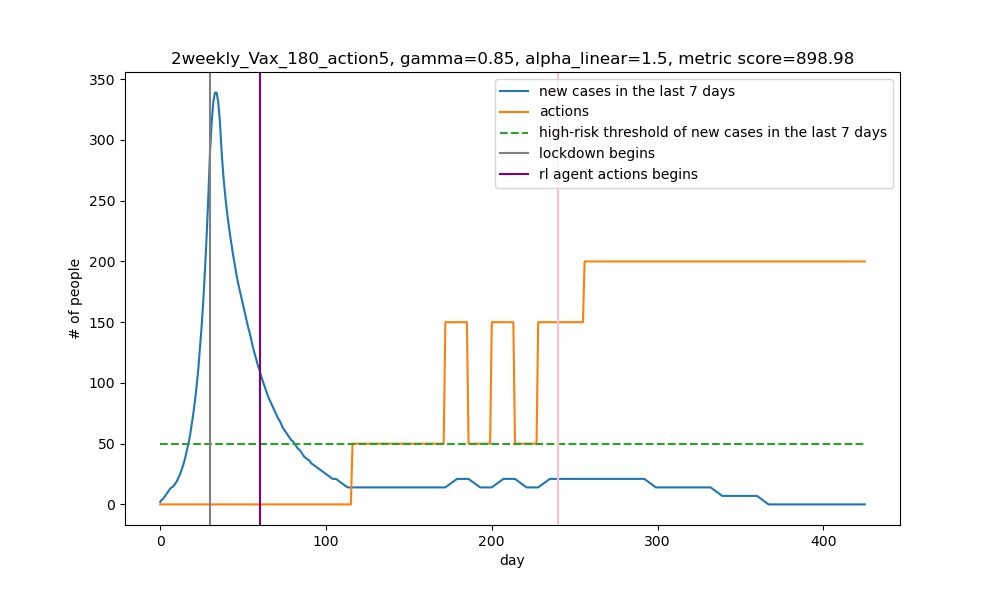 2weekly_Vax_180_action5, gamma=0.85, alpha_linear=1.5, metric score=898.98
350
300
250
200
150
100
50
0
# of people
new cases in the last 7 days
actions
high-risk threshold of new cases in the last 7 days
lockdown begins
rl agent actions begins
0 100 200 300 400
day